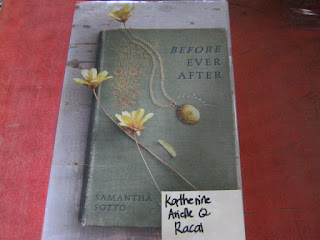 BEFORE
EVER
AFTER
SAMANTHA
SOTTO
Katherine
Arielle Q.
Racal